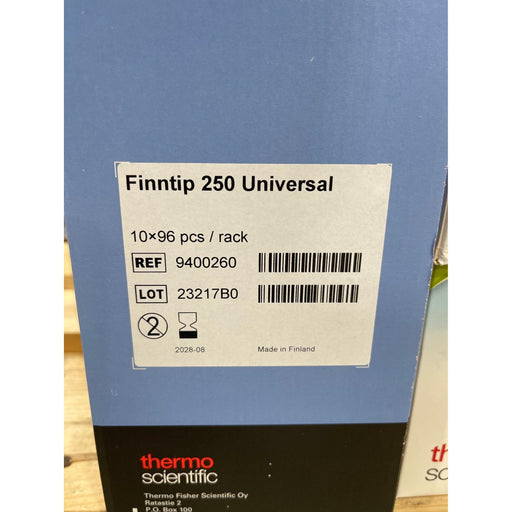 Finntip 250 Universal
10×96 pcs / rack
REF 9400260
LOT 23217B0
2
2028-08 Made in Finland
thermo
scientific
Thermo Fisher Scientific Oy
Ratastie 2
P.O. Box 100
th
sc